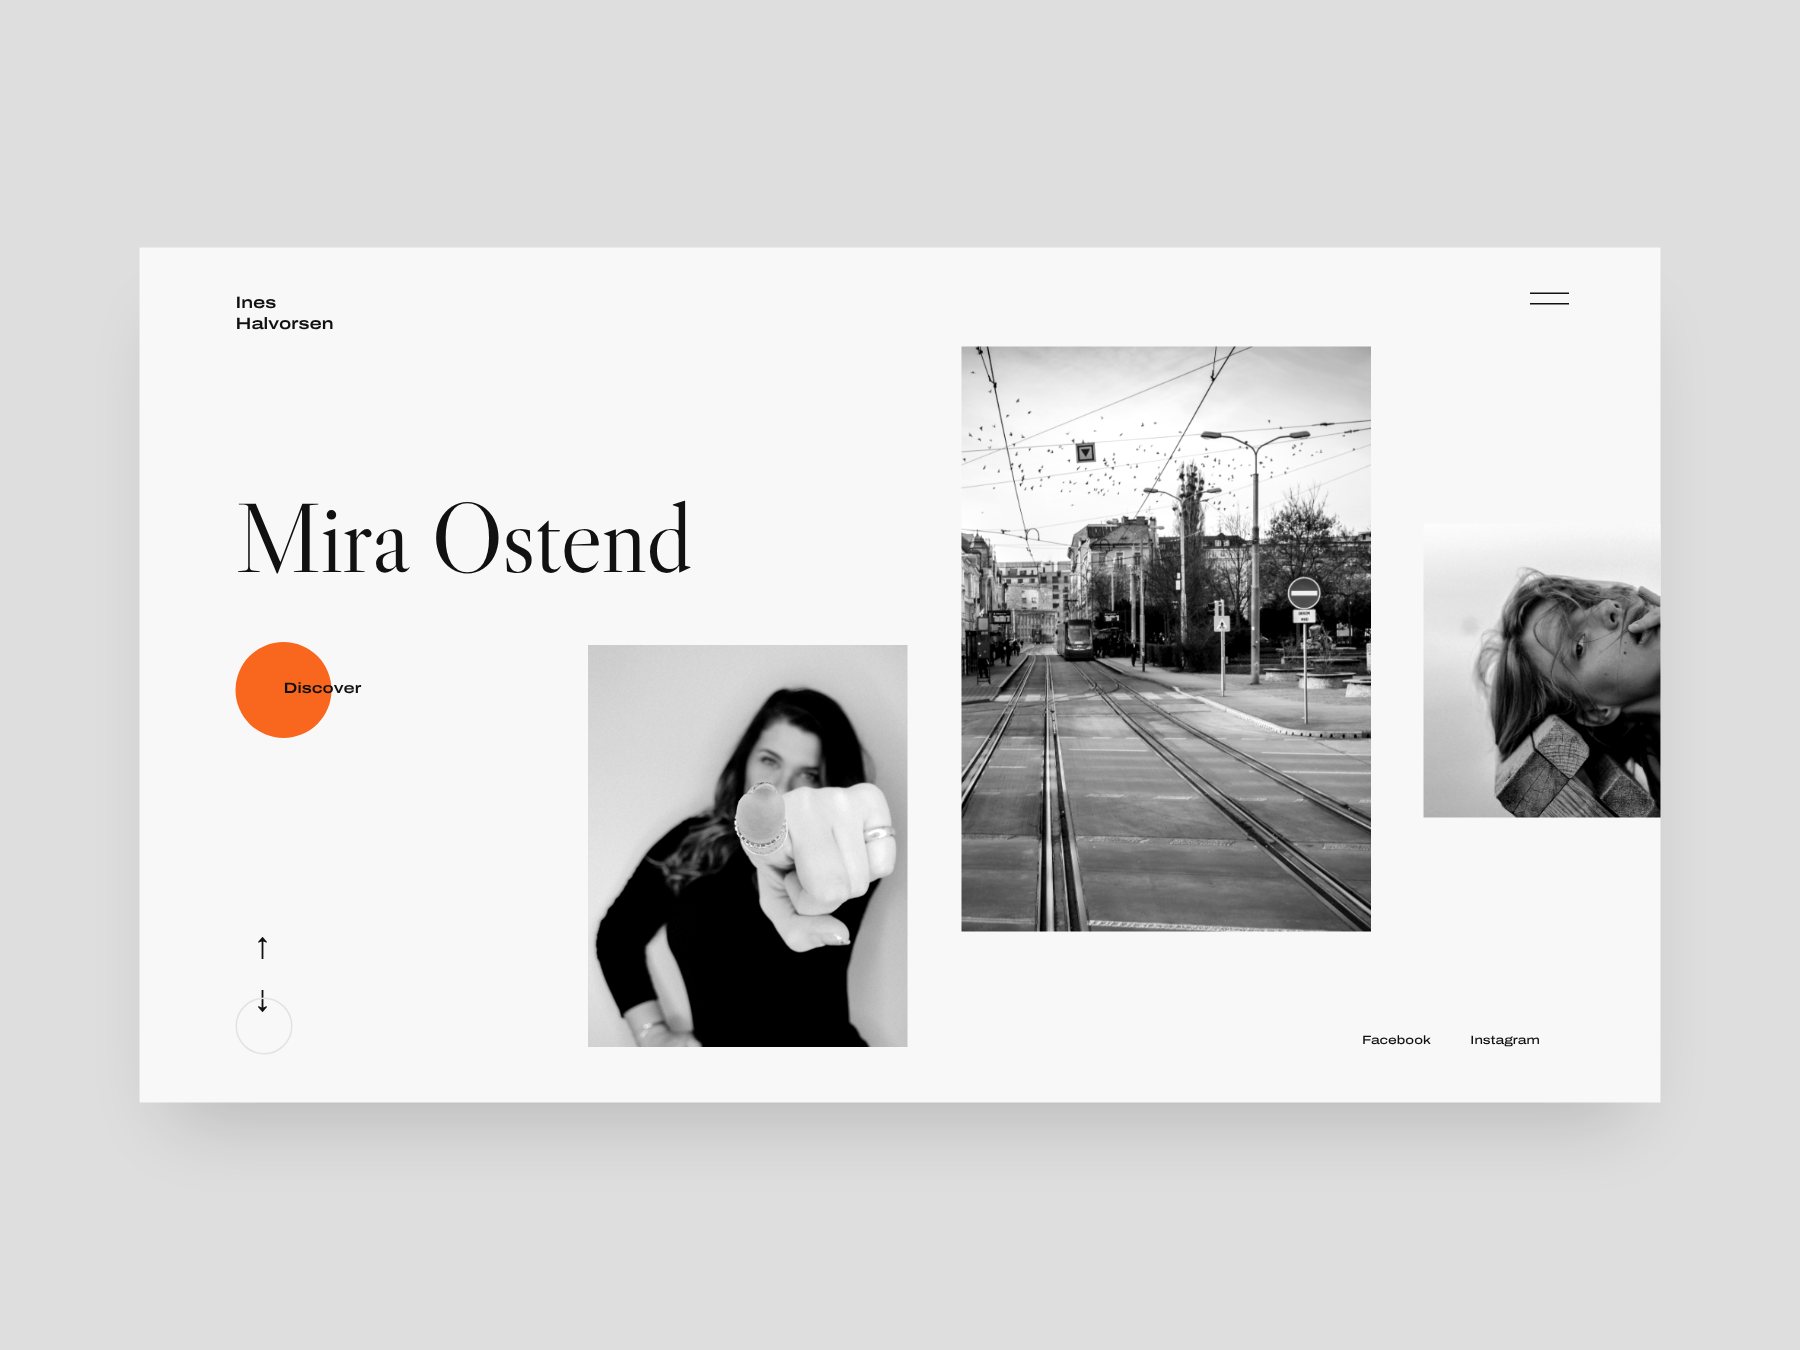 Ines
Halvorsen
Mira Ostend
Discover
Facebook
Instagram